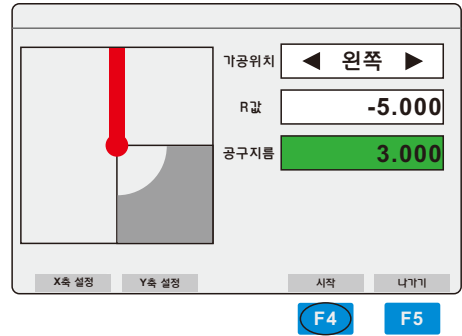 가공위치 ◀ 왼쪽 ▶
R값 -5.000
공구지름 3.000
X축 설정 Y축 설정 시작 나가기
F4 F5